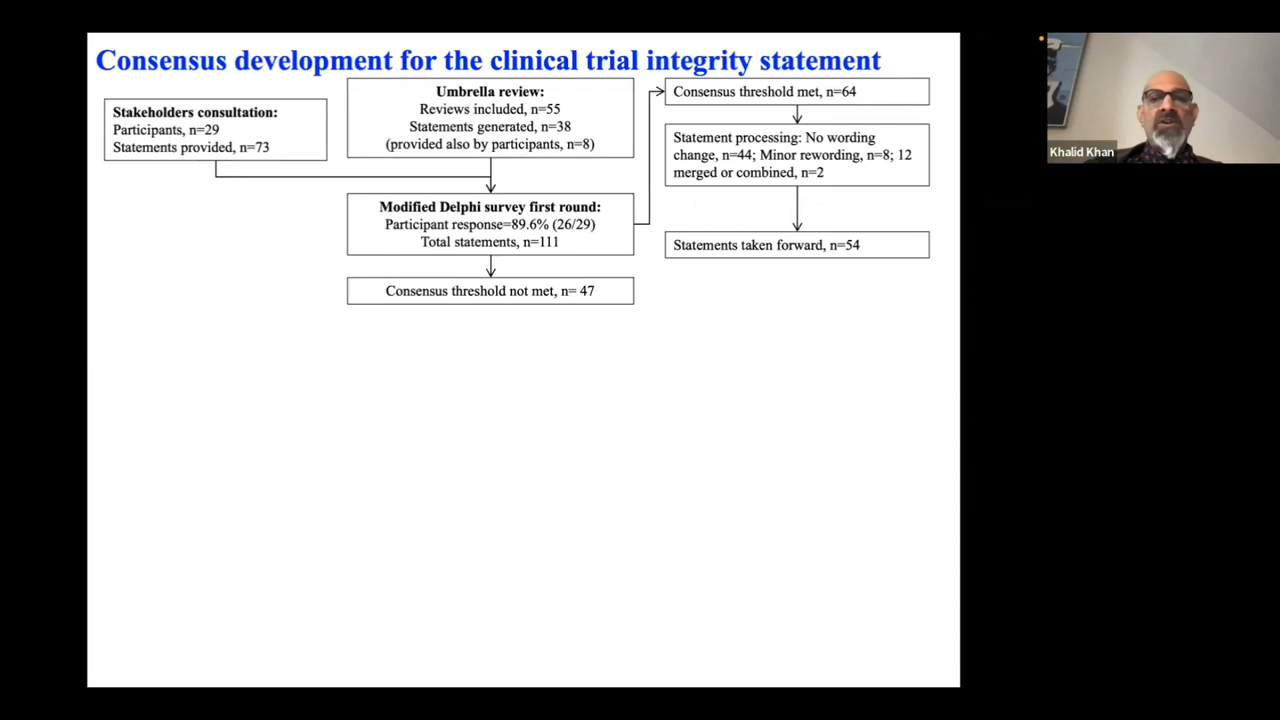 Consensus development for the clinical trial integrity statement
Stakeholders consultation:
Participants, n=29
Statements provided, n=73
Umbrella review:
Reviews included, n=55
Statements generated, n=38
(provided also by participants, n=8)
Modified Delphi survey first round:
Participant response=89.6% (26/29)
Total statements, n=111
Consensus threshold not met, n= 47
Consensus threshold met, n=64
Statement processing: No wording
change, n=44; Minor rewording, n=8; 12
merged or combined, n=2
Statements taken forward, n=54
Khalid Khan